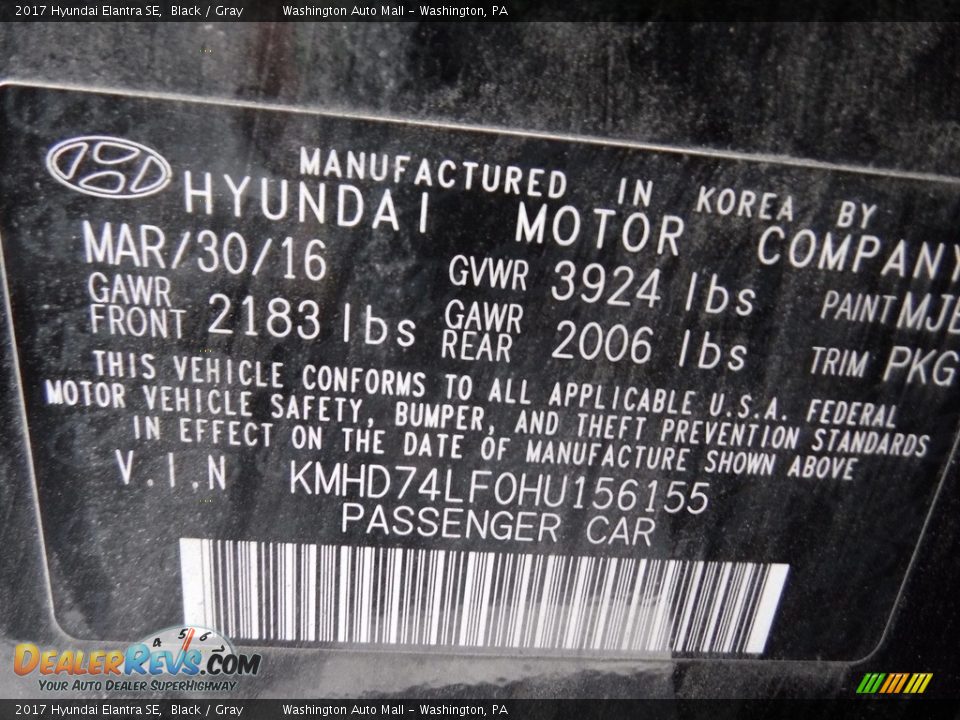 2017 Hyundai Elantra SE, Black / Gray Washington Auto Mall - Washington, PA
MANUFACTURED IN KOREA BY
HYUNDAI MOTOR COMPANY
MAR/30/16 GVWR 3924 lbs PAINT MJB
GAWR FRONT 2183 lbs GAWR REAR 2006 lbs TRIM PKG
THIS VEHICLE CONFORMS TO ALL APPLICABLE U.S.A. FEDERAL
MOTOR VEHICLE SAFETY, BUMPER, AND THEFT PREVENTION STANDARDS
IN EFFECT ON THE DATE OF MANUFACTURE SHOWN ABOVE
V.I.N KMHD74LF0HU156155
PASSENGER CAR
4 5 6
DEALERREVS.COM
YOUR AUTO DEALER SUPERHIGHWAY
2017 Hyundai Elantra SE, Black / Gray Washington Auto Mall - Washington, PA